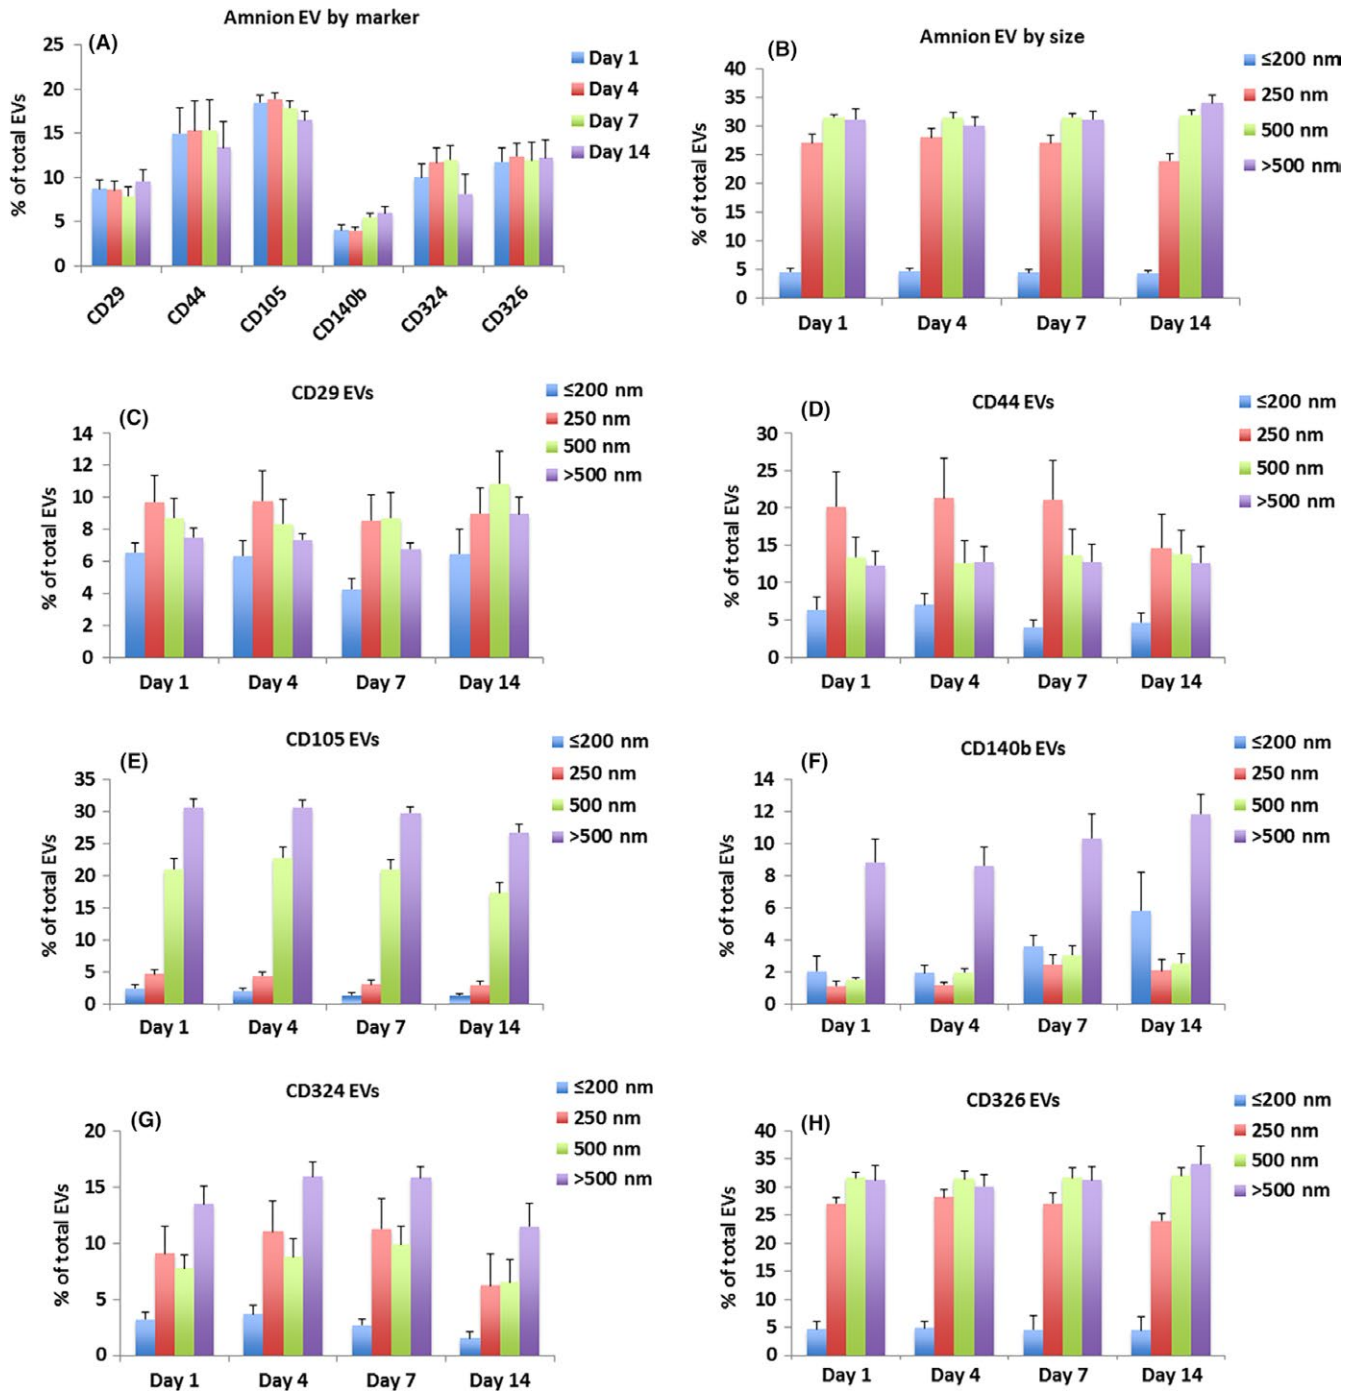 Amnion EV by marker
(A)
% of total EVs
25
20
15
10
5
0
CD29
CD44
CD105
CD140b
CD324
CD326
Day 1
Day 4
Day 7
Day 14
Amnion EV by size
(B)
% of total EVs
40
35
30
25
20
15
10
5
0
Day 1 Day 4 Day 7 Day 14
≤200 nm
250 nm
500 nm
>500 nm
CD29 EVs
(C)
% of total EVs
14
12
10
8
6
4
2
0
Day 1 Day 4 Day 7 Day 14
≤200 nm
250 nm
500 nm
>500 nm
CD44 EVs
(D)
% of total EVs
30
25
20
15
10
5
0
Day 1 Day 4 Day 7 Day 14
≤200 nm
250 nm
500 nm
>500 nm
CD105 EVs
(E)
% of total EVs
35
30
25
20
15
10
5
0
Day 1 Day 4 Day 7 Day 14
≤200 nm
250 nm
500 nm
>500 nm
CD140b EVs
(F)
% of total EVs
14
12
10
8
6
4
2
0
Day 1 Day 4 Day 7 Day 14
≤200 nm
250 nm
500 nm
>500 nm
CD324 EVs
(G)
% of total EVs
20
15
10
5
0
Day 1 Day 4 Day 7 Day 14
≤200 nm
250 nm
500 nm
>500 nm
CD326 EVs
(H)
% of total EVs
40
35
30
25
20
15
10
5
0
Day 1 Day 4 Day 7 Day 14
≤200 nm
250 nm
500 nm
>500 nm